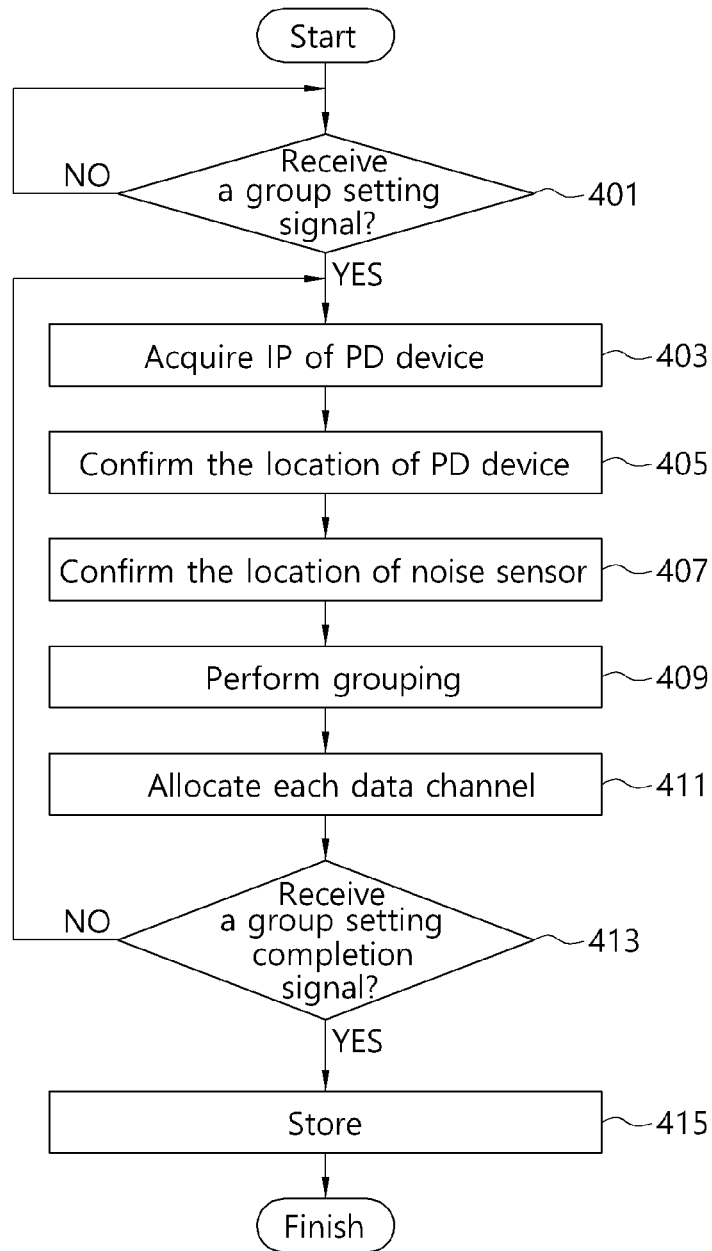 Start
NO
Receive
a group setting
signal?
401
YES
Acquire IP of PD device
403
Confirm the location of PD device
405
Confirm the location of noise sensor
407
Perform grouping
409
Allocate each data channel
411
NO
Receive
a group setting
completion
signal?
413
YES
Store
415
Finish